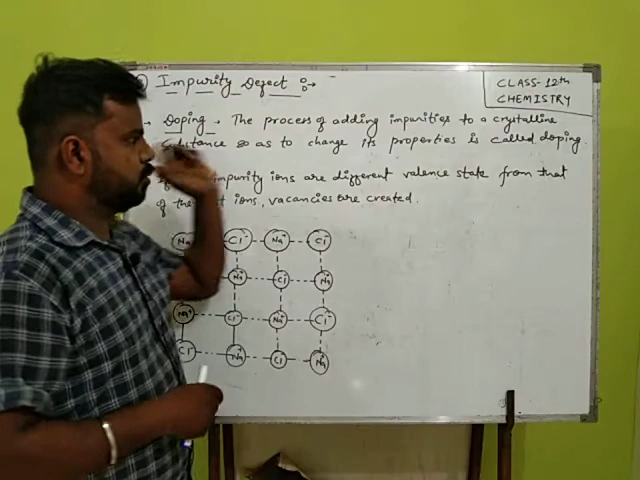 Impurity Defect :→
CLASS-12th
CHEMISTRY
→ Doping → The process of adding impurities to a crystalline
Substance so as to change its properties is called doping.
impurity ions are different valence state from that
of the ions, vacancies are created.
Na Cl⁻ Na⁺ Cl
Na⁺ Cl Na
Na⁺ Cl⁻ Na⁺ Cl⁻
Cl⁻ Na Cl Na